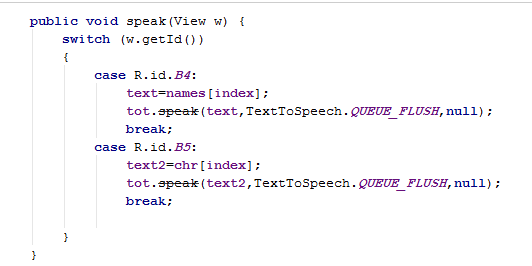 public void speak(View w) {
    switch (w.getId())
    {
        case R.id.B4:
            text=names[index];
            tot.speak(text,TextToSpeech.QUEUE_FLUSH,null);
            break;
        case R.id.B5:
            text2=chr[index];
            tot.speak(text2,TextToSpeech.QUEUE_FLUSH,null);
            break;
    }
}